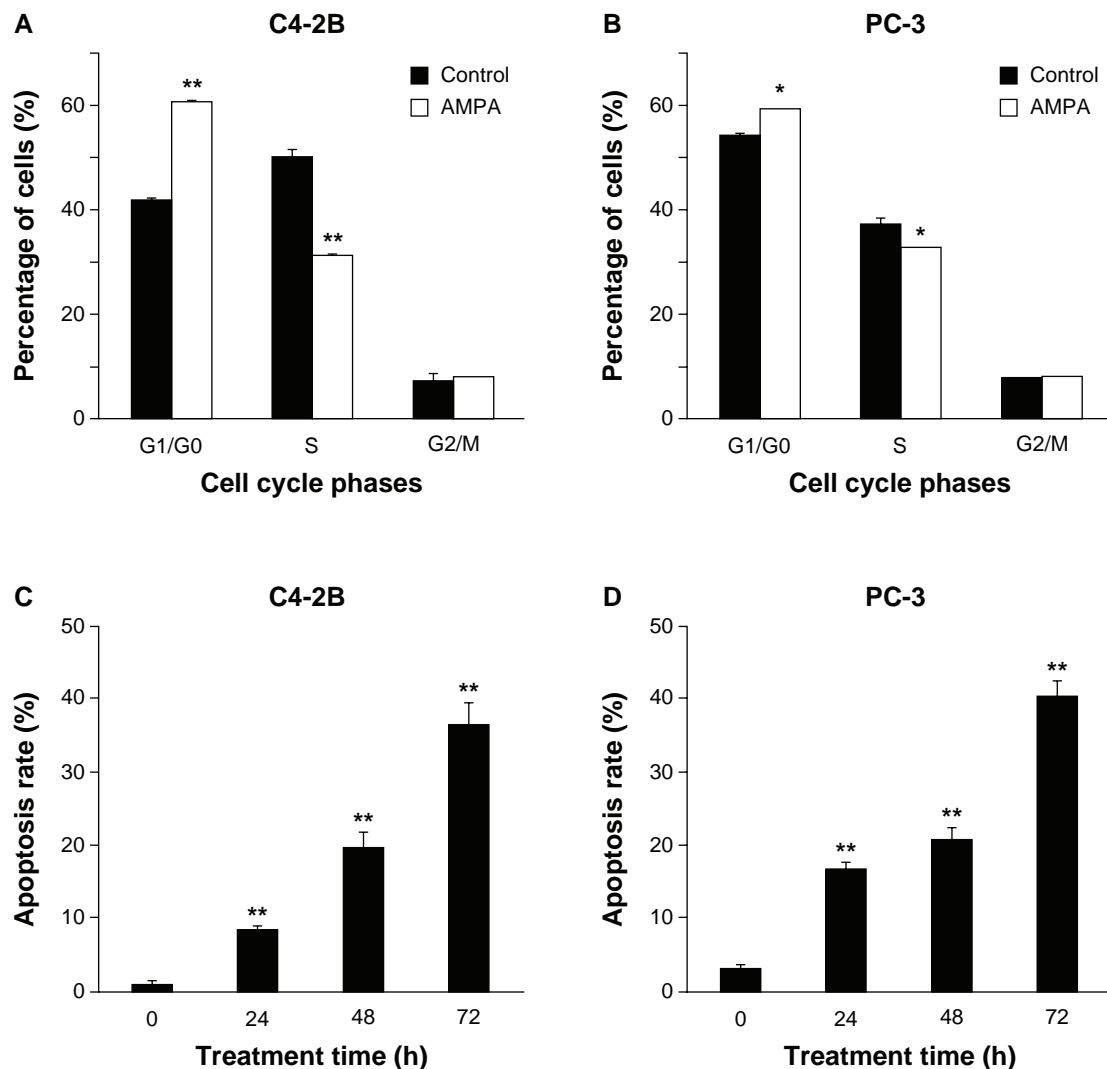 A
C4-2B
Percentage of cells (%)
60
40
20
0
Control
AMPA
**
**
G1/G0
S
G2/M
Cell cycle phases
B
PC-3
Percentage of cells (%)
60
40
20
0
Control
AMPA
*
*
G1/G0
S
G2/M
Cell cycle phases
C
C4-2B
Apoptosis rate (%)
50
40
30
20
10
0
**
**
**
0
24
48
72
Treatment time (h)
D
PC-3
Apoptosis rate (%)
50
40
30
20
10
0
**
**
**
0
24
48
72
Treatment time (h)